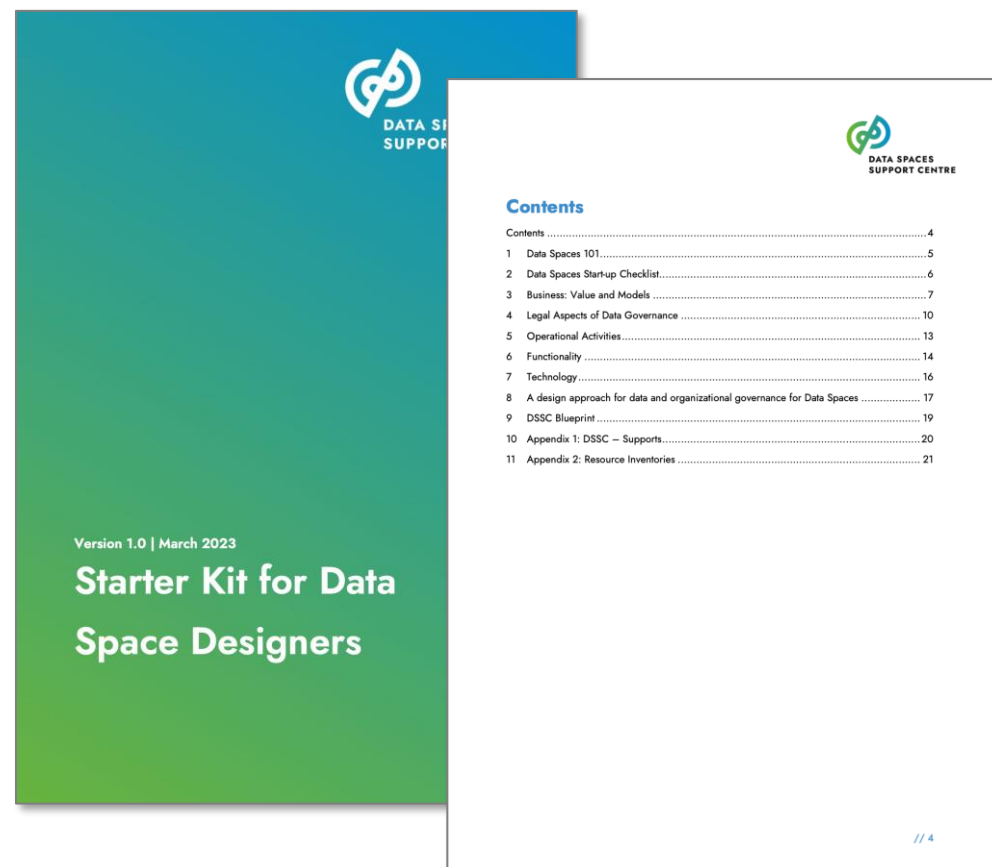 DATA
SUPPOR
Version 1.0 | March 2023
Starter Kit for Data
Space Designers
DATA SPACES
SUPPORT CENTRE
Contents
Contents ........................................................................................................................ 4
1 Data Spaces 101........................................................................................................ 5
2 Data Spaces Start-up Checklist..................................................................................... 6
3 Business: Value and Models ....................................................................................... 7
4 Legal Aspects of Data Governance ............................................................................. 10
5 Operational Activities............................................................................................... 13
6 Functionality ........................................................................................................... 14
7 Technology............................................................................................................. 16
8 A design approach for data and organizational governance for Data Spaces ................... 17
9 DSSC Blueprint ....................................................................................................... 19
10 Appendix 1: DSSC – Supports.................................................................................. 20
11 Appendix 2: Resource Inventories ............................................................................. 21
// 4